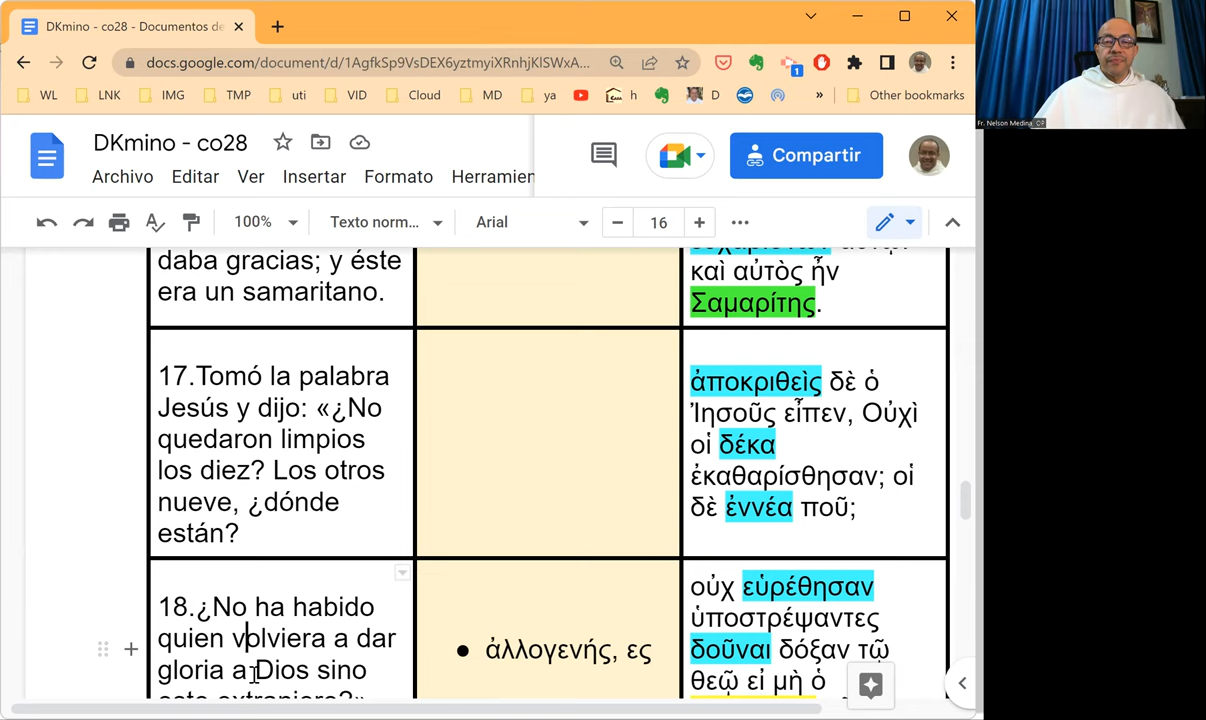 DKmino - co28 - Documentos de
docs.google.com/document/d/1AgfkSp9VsDEX6yztmyiXRnhjKlSWxA...
1
WL LNK IMG TMP uti VID Cloud MD ya h D » Other bookmarks
DKmino - co28
Compartir
Archivo Editar Ver Insertar Formato Herramien
100% Texto norm... Arial 16
daba gracias; y éste
era un samaritano.
καὶ αὐτὸς ἦν
Σαμαρίτης.
17.Tomó la palabra
Jesús y dijo: «¿No
quedaron limpios
los diez? Los otros
nueve, ¿dónde
están?
ἀποκριθεὶς δὲ ὁ
Ἰησοῦς εἶπεν, Οὐχὶ
οἱ δέκα
ἐκαθαρίσθησαν; οἱ
δὲ ἐννέα ποῦ;
18.¿No ha habido
quien volviera a dar
gloria a Dios sino
ἀλλογενής, ες
οὐχ εὑρέθησαν
ὑποστρέψαντες
δοῦναι δόξαν τῷ
θεῷ εἰ μὴ ὁ
Fr. Nelson Medina, OP